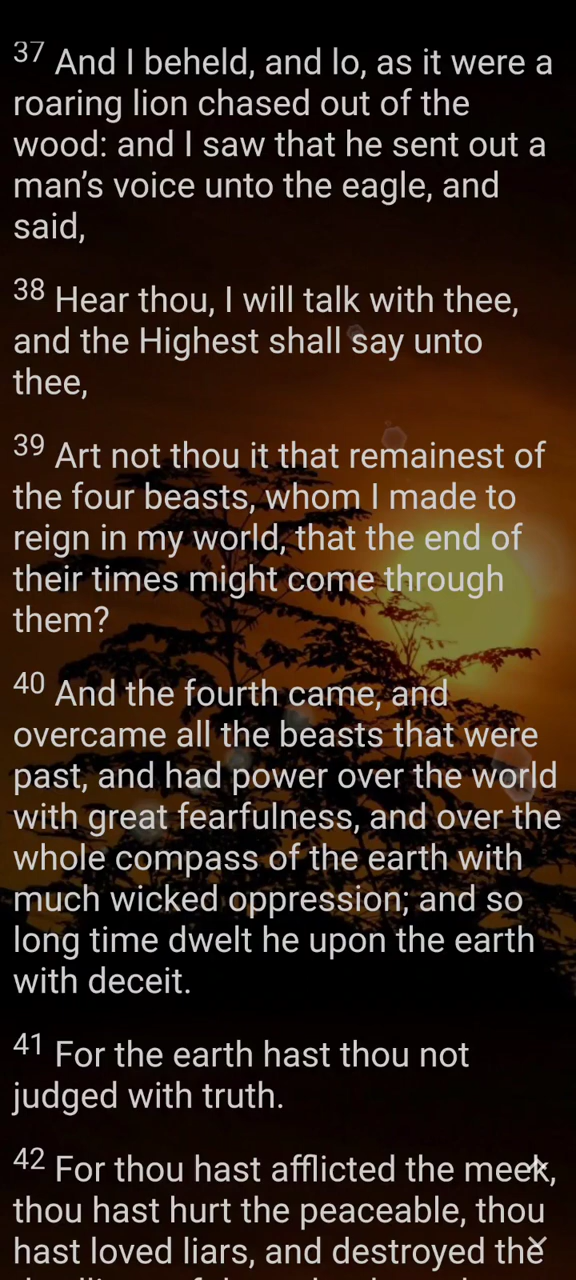 37 And I beheld, and lo, as it were a
roaring lion chased out of the
wood: and I saw that he sent out a
man’s voice unto the eagle, and
said,
38 Hear thou, I will talk with thee,
and the Highest shall say unto
thee,
39 Art not thou it that remainest of
the four beasts, whom I made to
reign in my world, that the end of
their times might come through
them?
40 And the fourth came, and
overcame all the beasts that were
past, and had power over the world
with great fearfulness, and over the
whole compass of the earth with
much wicked oppression; and so
long time dwelt he upon the earth
with deceit.
41 For the earth hast thou not
judged with truth.
42 For thou hast afflicted the meek,
thou hast hurt the peaceable, thou
hast loved liars, and destroyed the